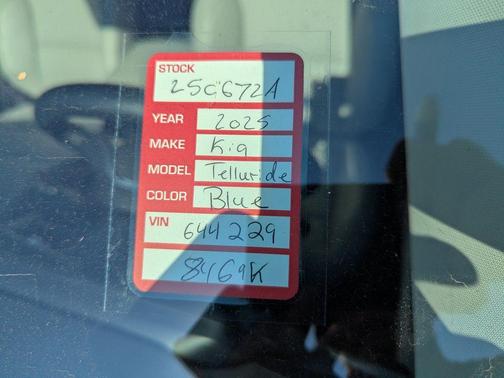 STOCK
25C672A
YEAR 2025
MAKE Kia
MODEL Telluride
COLOR Blue
VIN 644229
8469K